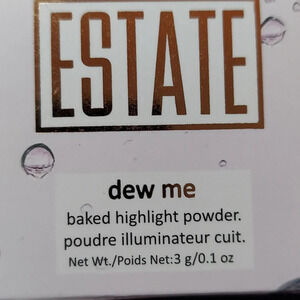 ESTATE
dew me
baked highlight powder.
poudre illuminateur cuit.
Net Wt./Poids Net:3 g/0.1 oz